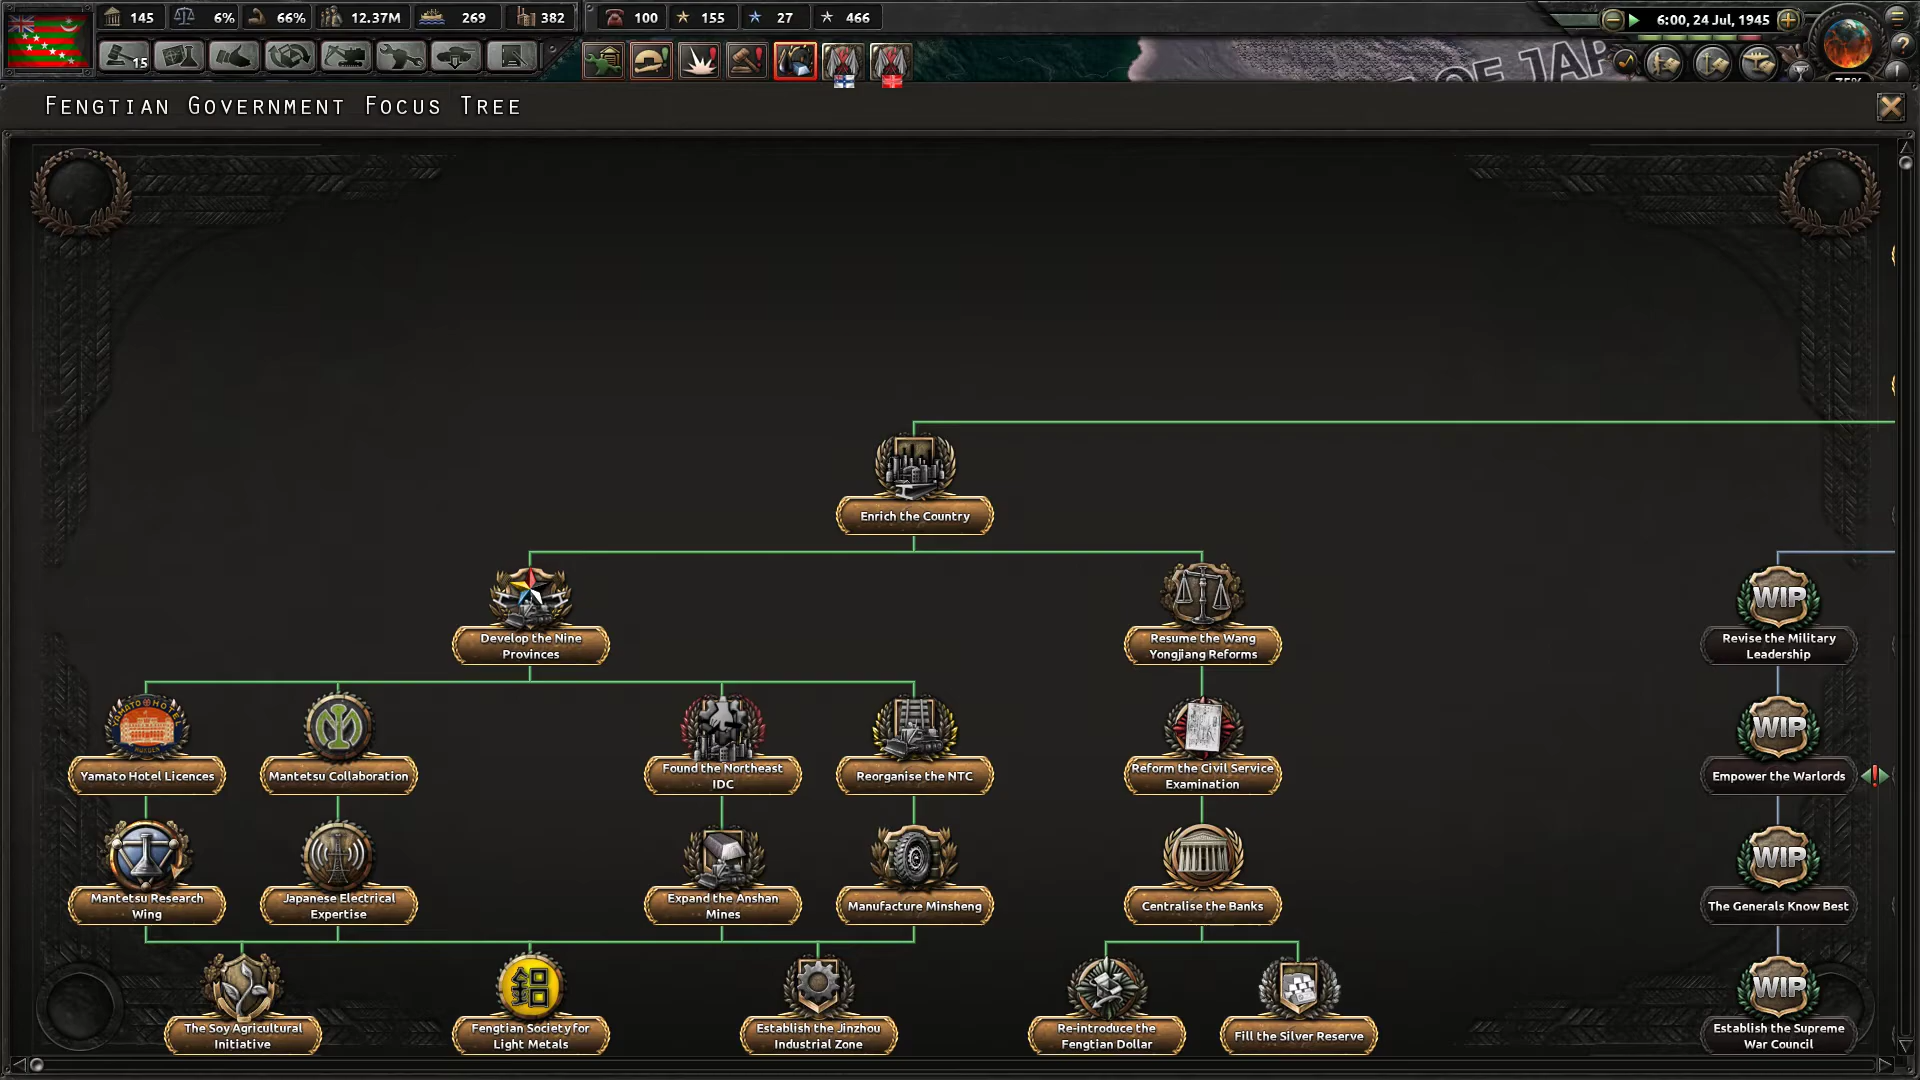 145
6%
66%
12.37M
269
382
100
155
27
466
6:00, 24 Jul, 1945
15
OF JAP
75%
Fengtian Government Focus Tree
Enrich the Country
Develop the Nine
Provinces
Resume the Wang
Yongjiang Reforms
WIP
Revise the Military
Leadership
YAMATO HOTEL
Yamato Hotel Licences
Mantetsu Collaboration
Found the Northeast
IDC
Reorganise the NTC
Reform the Civil Service
Examination
WIP
Empower the Warlords
Mantetsu Research
Wing
Japanese Electrical
Expertise
Expand the Anshan
Mines
Manufacture Minsheng
Centralise the Banks
WIP
The Generals Know Best
The Soy Agricultural
Initiative
Fengtian Society for
Light Metals
Establish the Jinzhou
Industrial Zone
Re-introduce the
Fengtian Dollar
Fill the Silver Reserve
WIP
Establish the Supreme
War Council